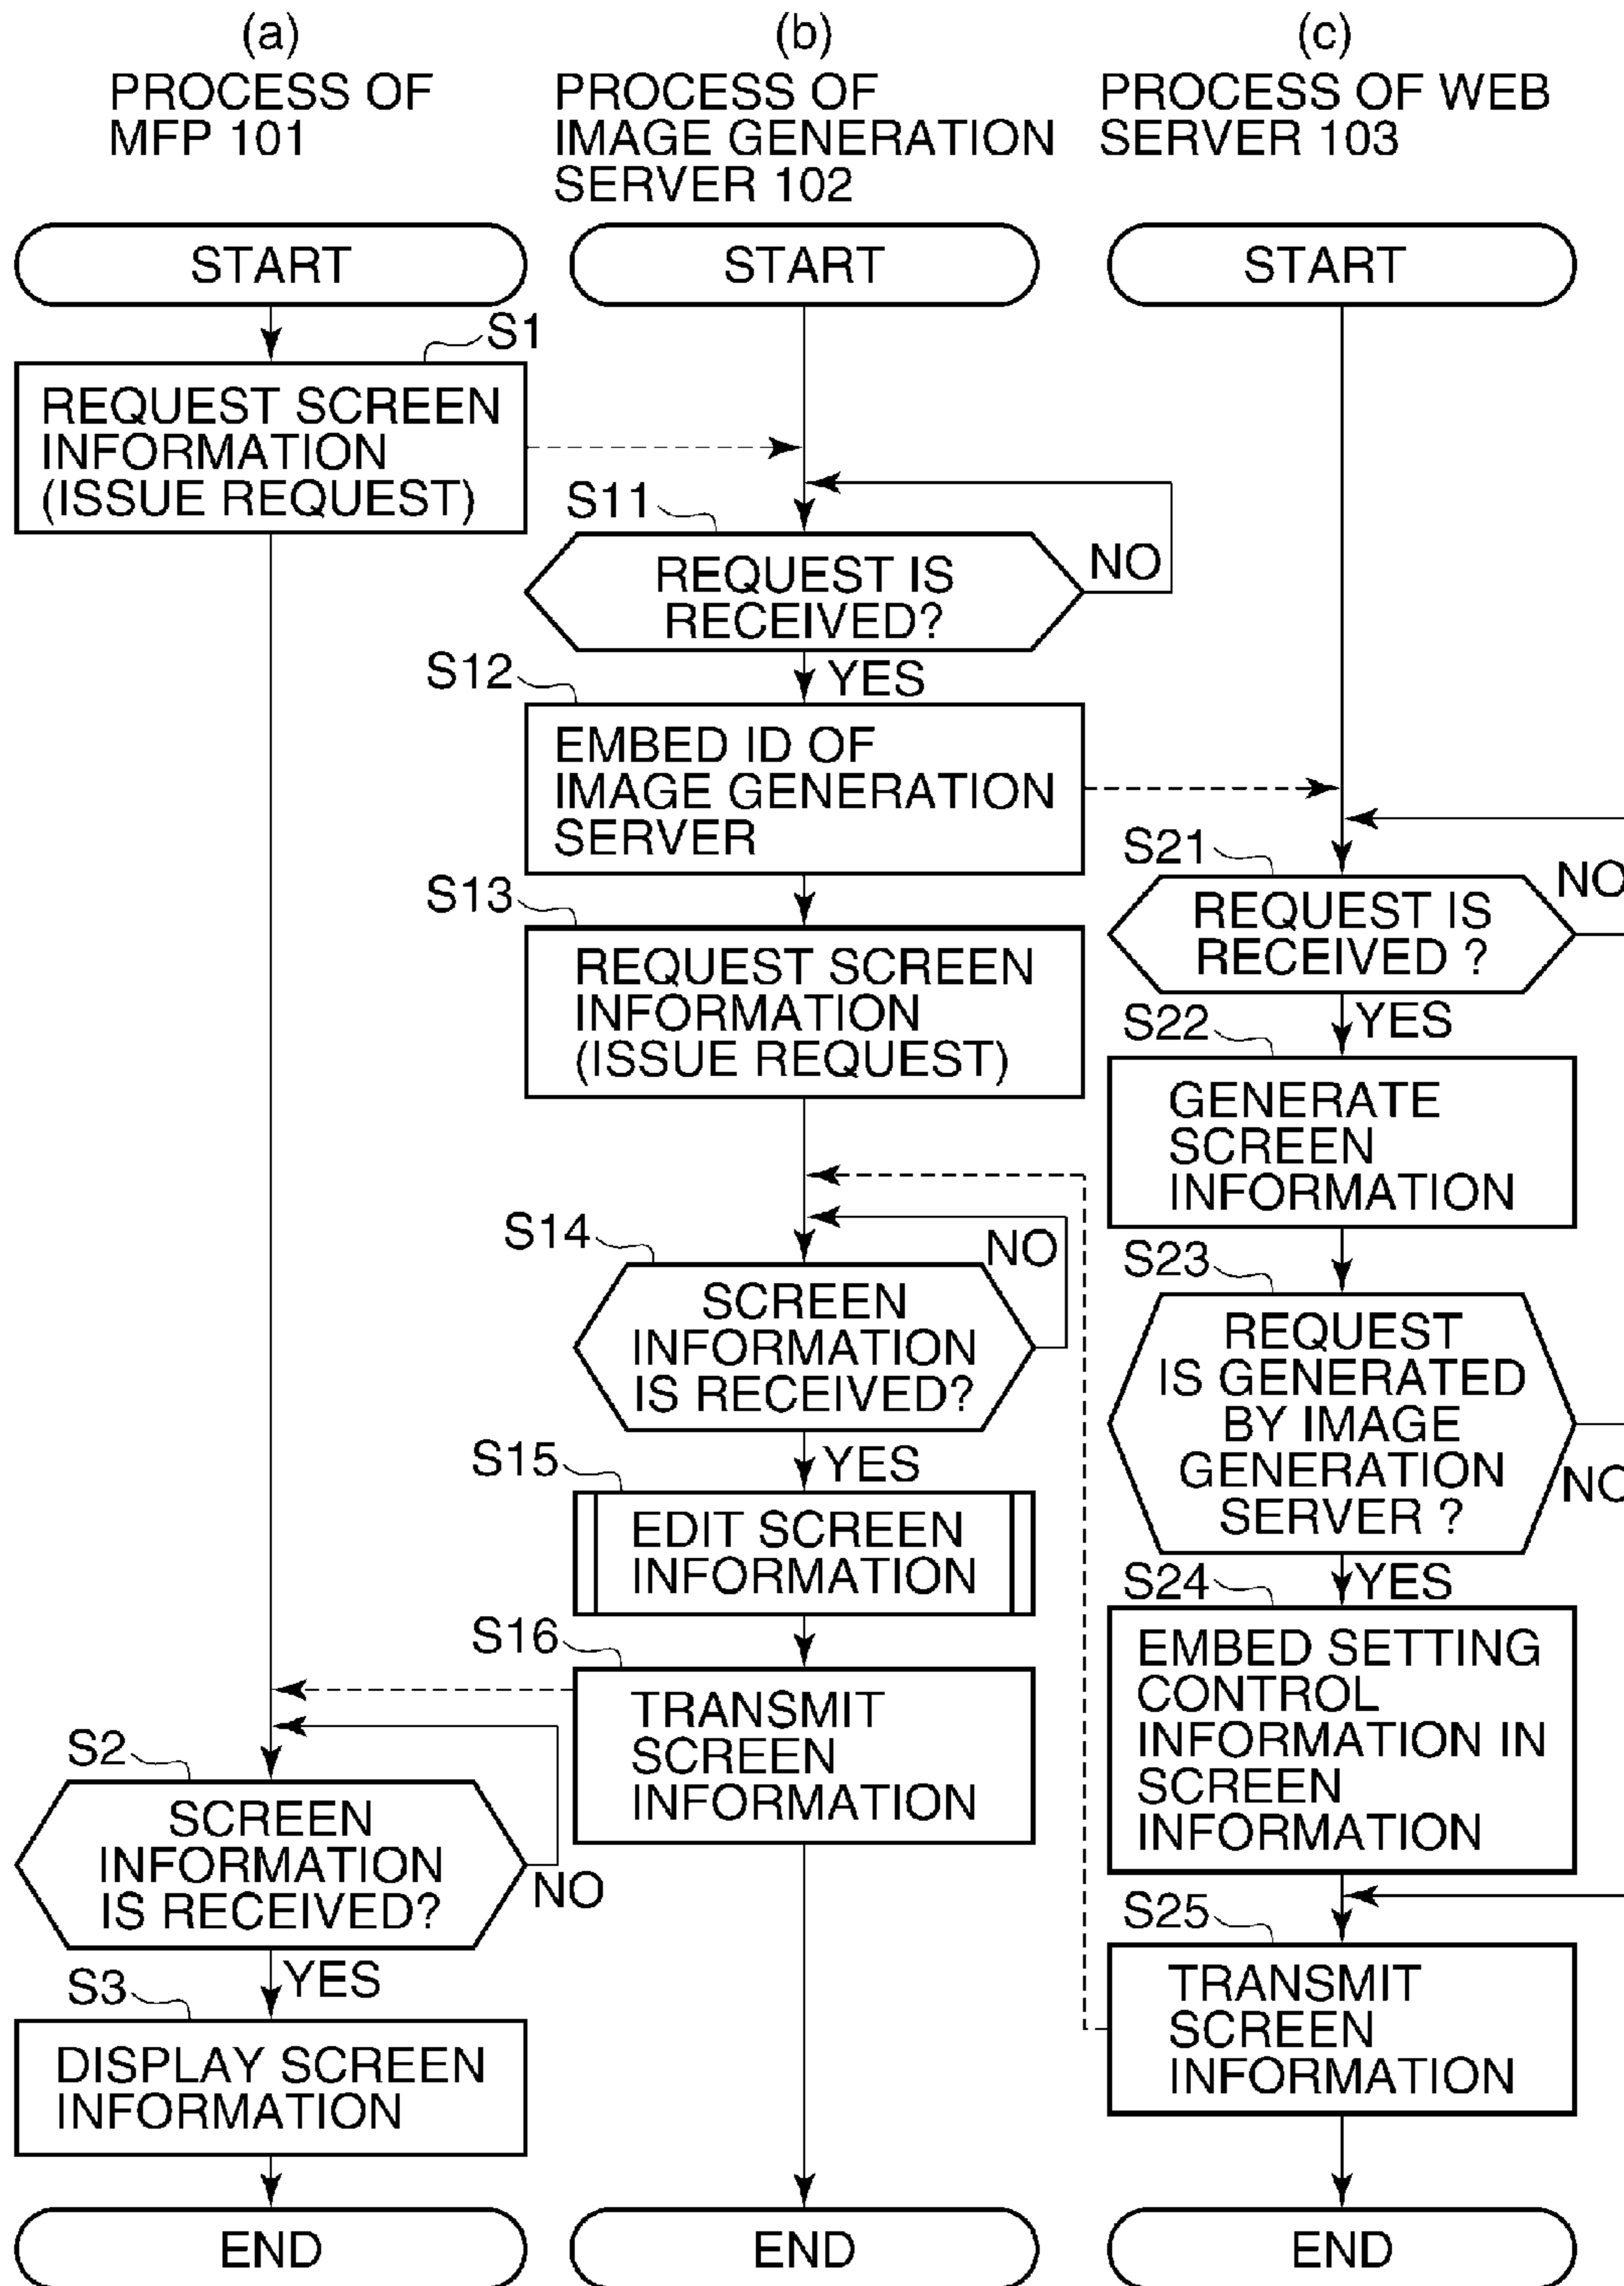 (a)
PROCESS OF
MFP 101
START
S1
REQUEST SCREEN
INFORMATION
(ISSUE REQUEST)
S2
SCREEN
INFORMATION
IS RECEIVED?
NO
YES
S3
DISPLAY SCREEN
INFORMATION
END
(b)
PROCESS OF
IMAGE GENERATION
SERVER 102
START
S11
REQUEST IS
RECEIVED?
NO
YES
S12
EMBED ID OF
IMAGE GENERATION
SERVER
S13
REQUEST SCREEN
INFORMATION
(ISSUE REQUEST)
S14
SCREEN
INFORMATION
IS RECEIVED?
NO
YES
S15
EDIT SCREEN
INFORMATION
S16
TRANSMIT
SCREEN
INFORMATION
END
(c)
PROCESS OF WEB
SERVER 103
START
S21
REQUEST IS
RECEIVED ?
NO
YES
S22
GENERATE
SCREEN
INFORMATION
S23
REQUEST
IS GENERATED
BY IMAGE
GENERATION
SERVER ?
NO
YES
S24
EMBED SETTING
CONTROL
INFORMATION IN
SCREEN
INFORMATION
S25
TRANSMIT
SCREEN
INFORMATION
END